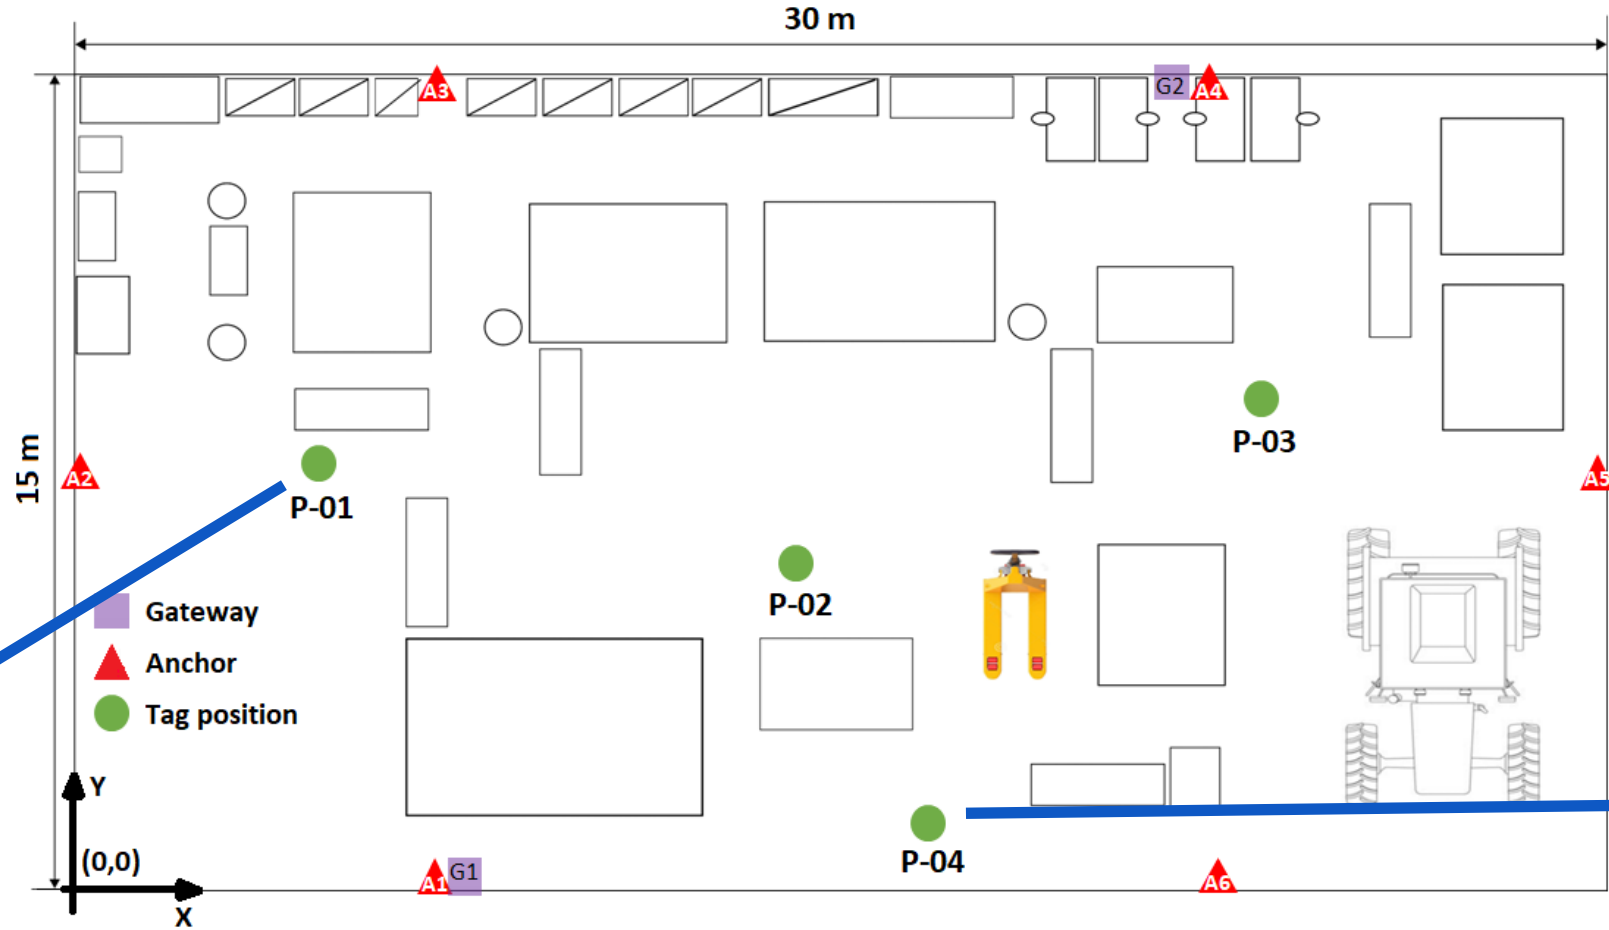 30 m
A3
G2
A4
15 m
A2
P-03
A5
P-01
P-02
Gateway
Anchor
Tag position
Y
(0,0)
X
A1
G1
P-04
A6